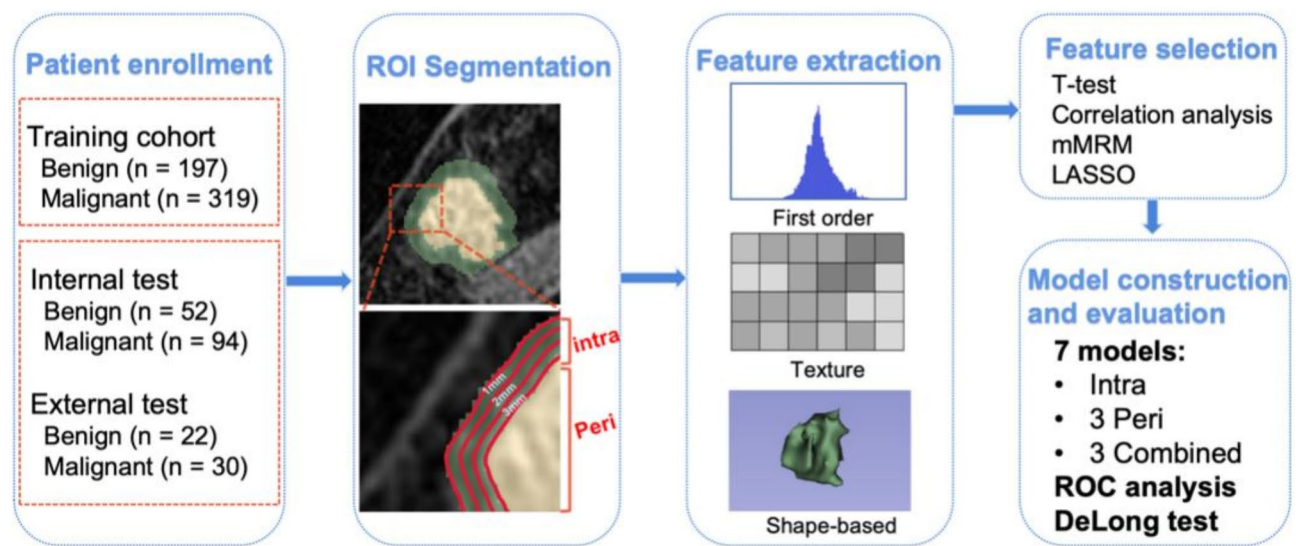 Patient enrollment
Training cohort
Benign (n = 197)
Malignant (n = 319)
Internal test
Benign (n = 52)
Malignant (n = 94)
External test
Benign (n = 22)
Malignant (n = 30)
ROI Segmentation
intra
1mm
2mm
3mm
Peri
Feature extraction
First order
Texture
Shape-based
Feature selection
T-test
Correlation analysis
mMRM
LASSO
Model construction
and evaluation
7 models:
• Intra
• 3 Peri
• 3 Combined
ROC analysis
DeLong test